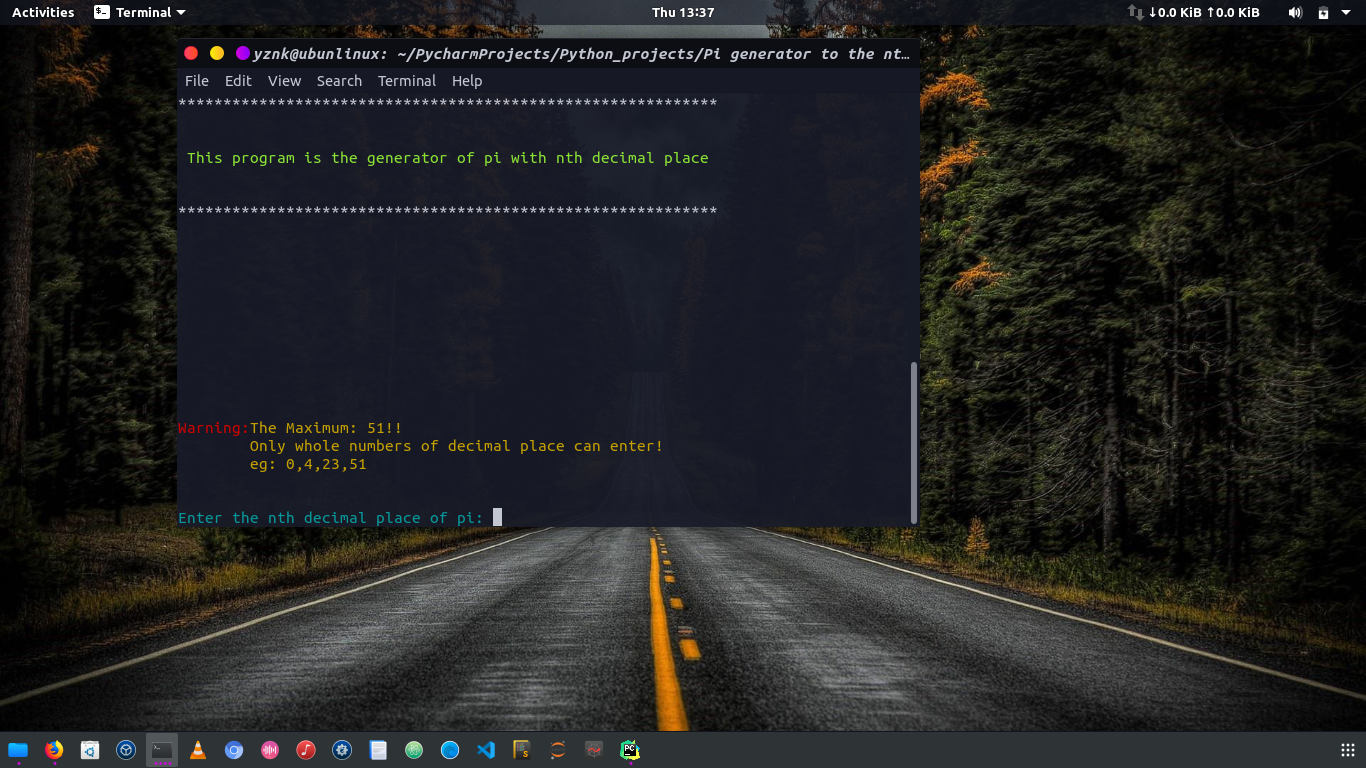 Activities Terminal Thu 13:37 ↓0.0 KiB ↑0.0 KiB
yznk@ubunlinux: ~/PycharmProjects/Python_projects/Pi generator to the nt…
File Edit View Search Terminal Help
************************************************************
This program is the generator of pi with nth decimal place
************************************************************
Warning:The Maximum: 51!!
Only whole numbers of decimal place can enter!
eg: 0,4,23,51
Enter the nth decimal place of pi:
PC